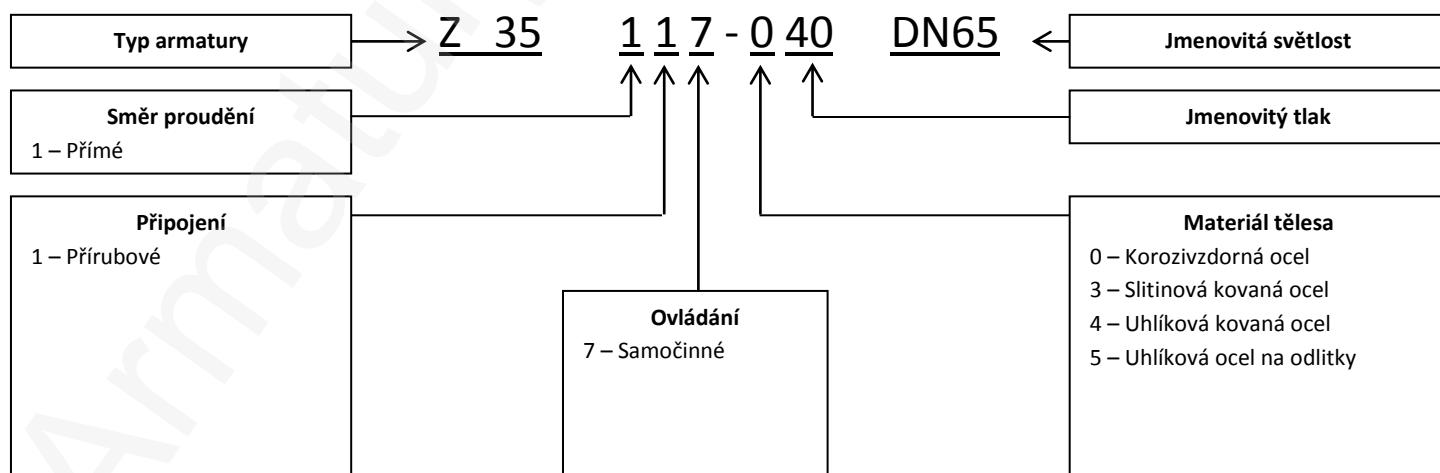 Typ armatury
Z 35 1 1 7 - 0 40 DN65
Jmenovitá světlost
Směr proudění
1 – Přímé
Jmenovitý tlak
Připojení
1 – Přírubové
Ovládání
7 – Samočinné
Materiál tělesa
0 – Korozivzdorná ocel
3 – Slitinová kovaná ocel
4 – Uhlíková kovaná ocel
5 – Uhlíková ocel na odlitky
Armatu